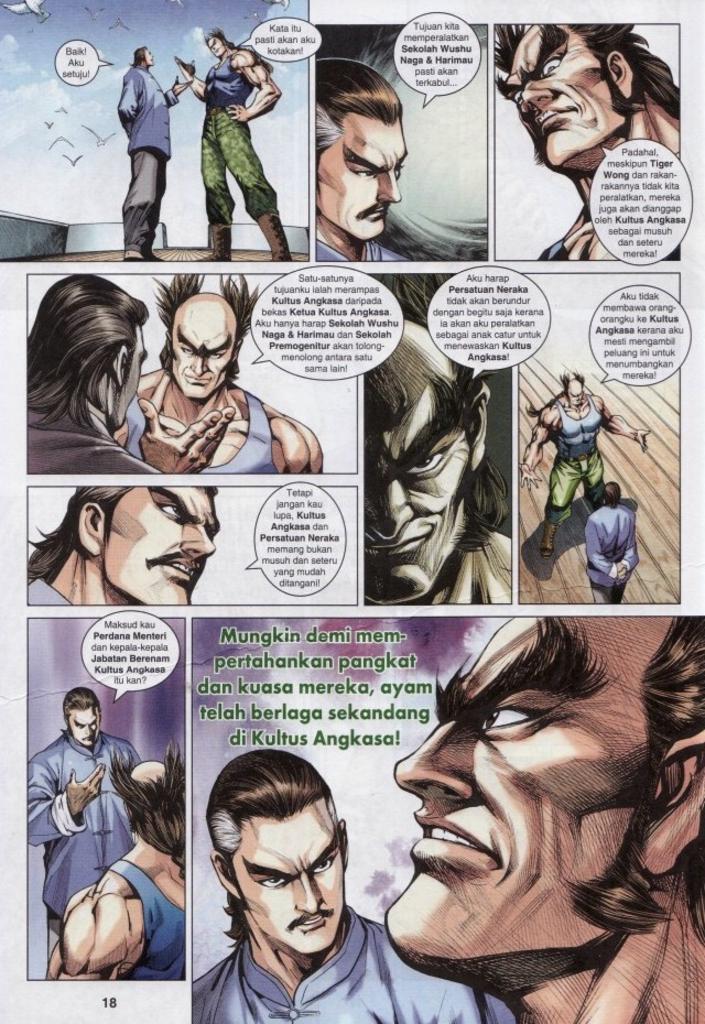 Baik!
Aku
setuju!
Kata itu
pasti akan aku
kotakan!
Tujuan kita
memperalatkan
Sekolah Wushu
Naga & Harimau
pasti akan
terkabul...
Padahal,
meskipun Tiger
Wong dan rakan-
rakannya tidak kita
peralatkan, mereka
juga akan dianggap
oleh Kultus Angkasa
sebagai musuh
dan seteru
mereka!
Satu-satunya
tujuanku ialah merampas
Kultus Angkasa daripada
bekas Ketua Kultus Angkasa.
Aku hanya harap Sekolah Wushu
Naga & Harimau dan Sekolah
Premogenitur akan tolong-
menolong antara satu
sama lain!
Aku harap
Persatuan Neraka
tidak akan berundur
dengan begitu saja kerana
ia akan aku peralatkan
sebagai anak catur untuk
menewaskan Kultus
Angkasa!
Aku tidak
membawa orang-
orangku ke Kultus
Angkasa kerana aku
mesti mengambil
peluang ini untuk
menumbangkan
mereka!
Tetapi
jangan kau
lupa, Kultus
Angkasa dan
Persatuan Neraka
memang bukan
musuh dan seteru
yang mudah
ditangani!
Maksud kau
Perdana Menteri
dan kepala-kepala
Jabatan Berenam
Kultus Angkasa
itu kan?
Mungkin demi mem-
pertahankan pangkat
dan kuasa mereka, ayam
telah berlaga sekandang
di Kultus Angkasa!
18